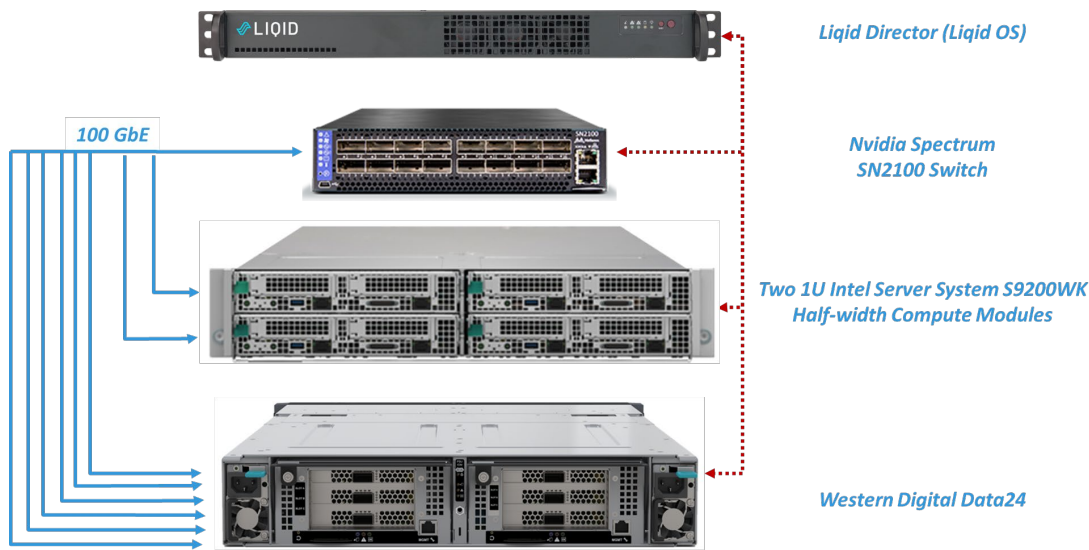 LIQID
Liqid Director (Liqid OS)
100 GbE
SN2100
Nvidia Spectrum
SN2100 Switch
Two 1U Intel Server System S9200WK
Half-width Compute Modules
Western Digital Data24